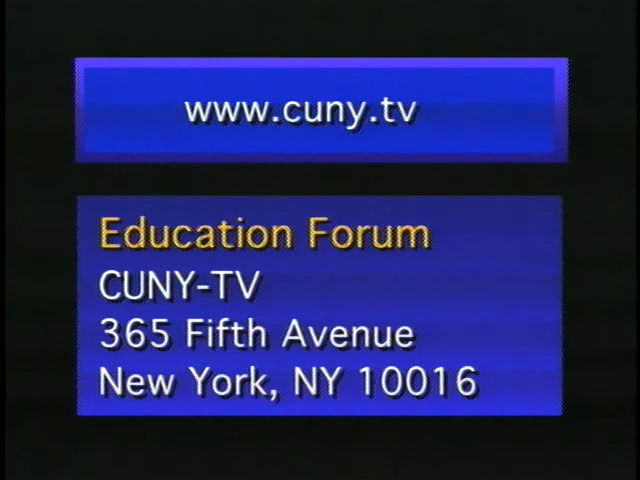 www.cuny.tv
Education Forum
CUNY-TV
365 Fifth Avenue
New York, NY 10016